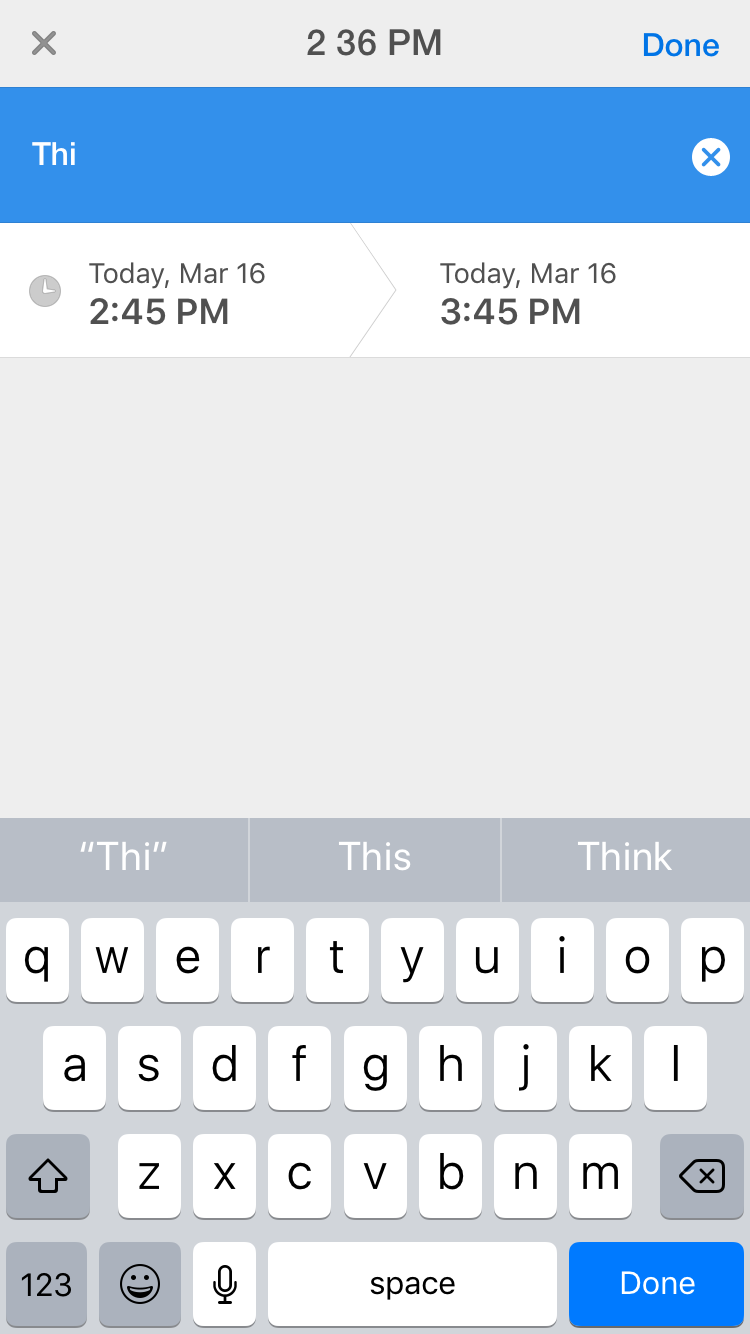 2 36 PM
Done
Thi
Today, Mar 16
2:45 PM
Today, Mar 16
3:45 PM
“Thi” This Think
q w e r t y u i o p
a s d f g h j k l
z x c v b n m
123 space Done